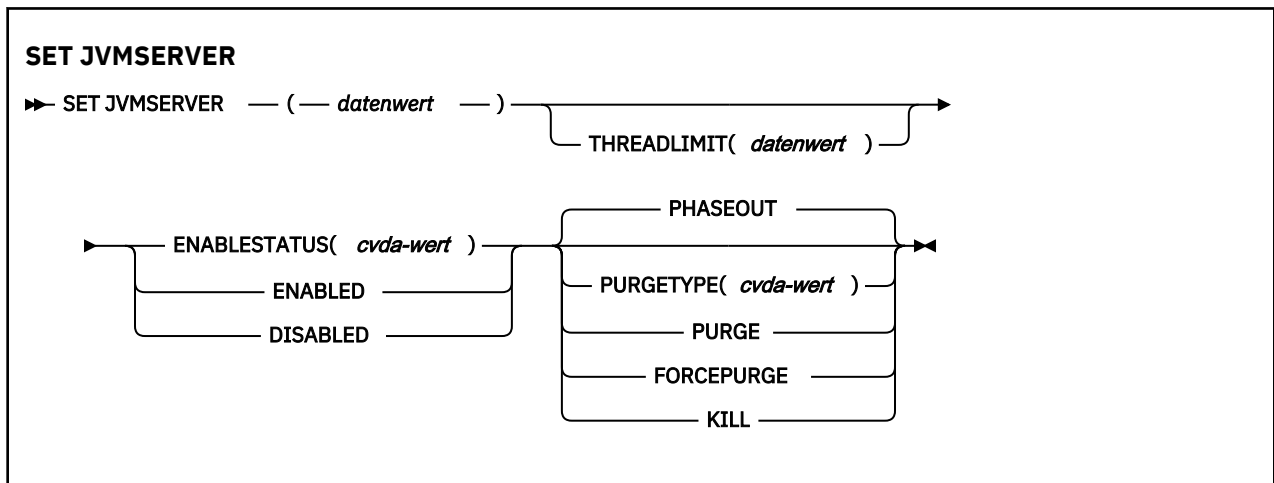 SET JVMSERVER
SET JVMSERVER ( datenwert )
THREADLIMIT( datenwert )
PHASEOUT
ENABLESTATUS( cvda-wert )
PURGETYPE( cvda-wert )
ENABLED
PURGE
DISABLED
FORCEPURGE
KILL